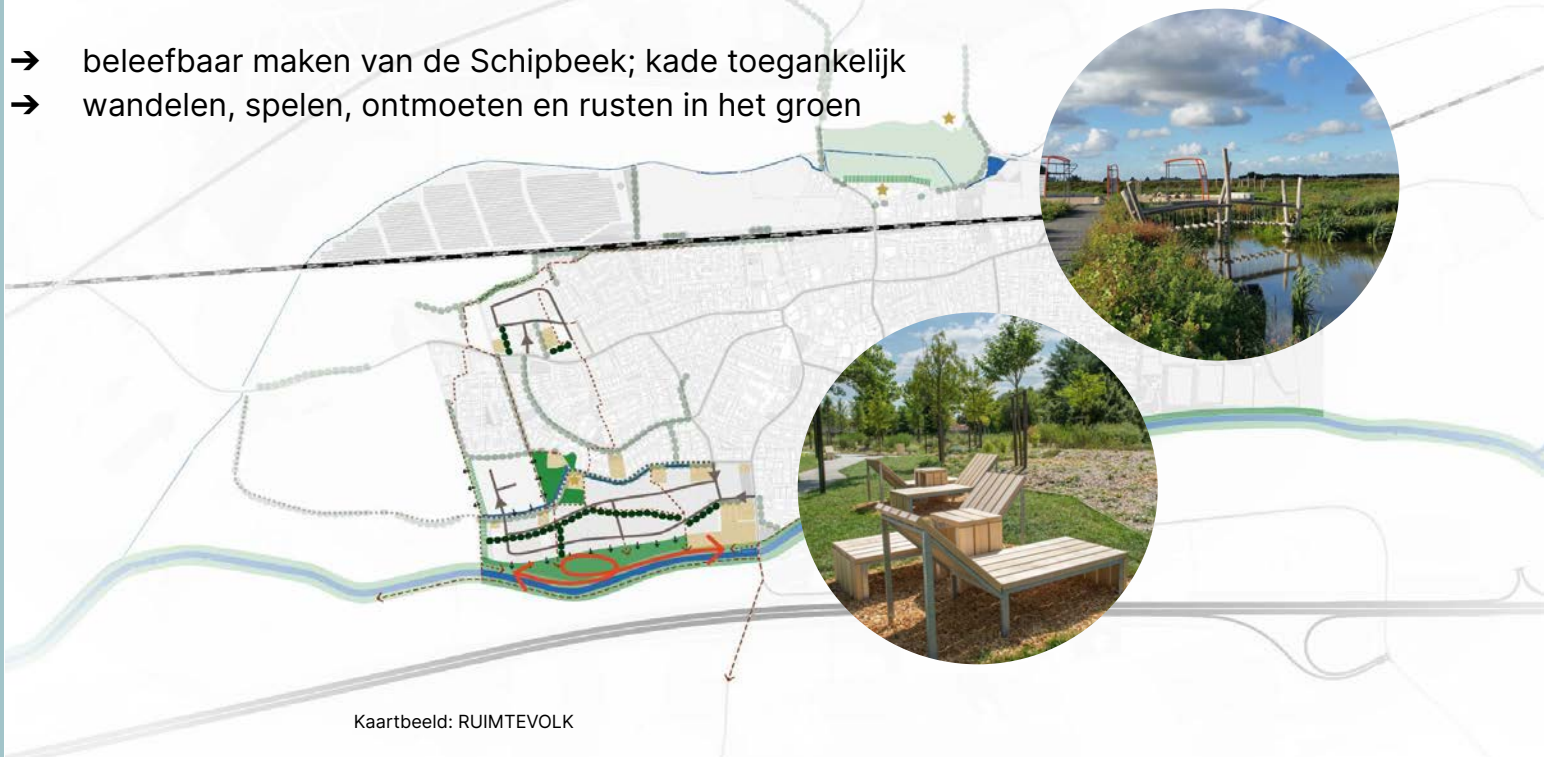 ➔ beleefbaar maken van de Schipbeek; kade toegankelijk
➔ wandelen, spelen, ontmoeten en rusten in het groen
Kaartbeeld: RUIMTEVOLK